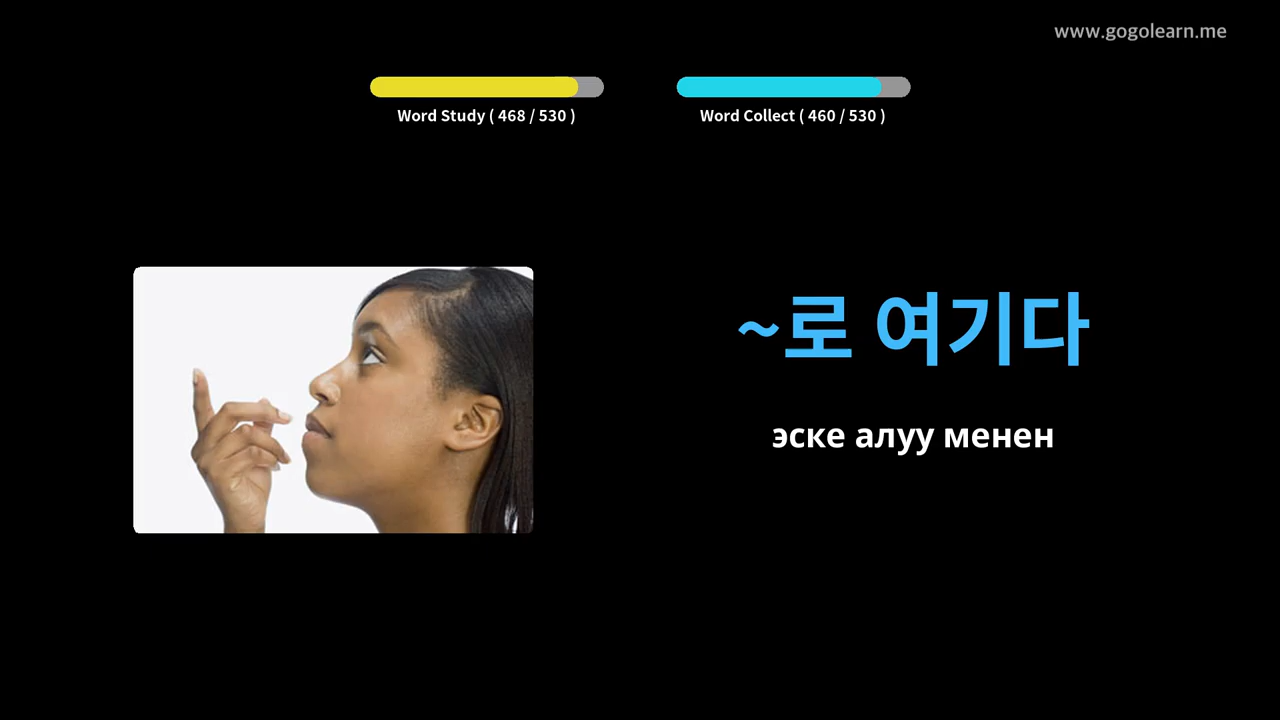 www.gogolearn.me
Word Study ( 468 / 530 )
Word Collect ( 460 / 530 )
~로 여기다
эске алуу менен